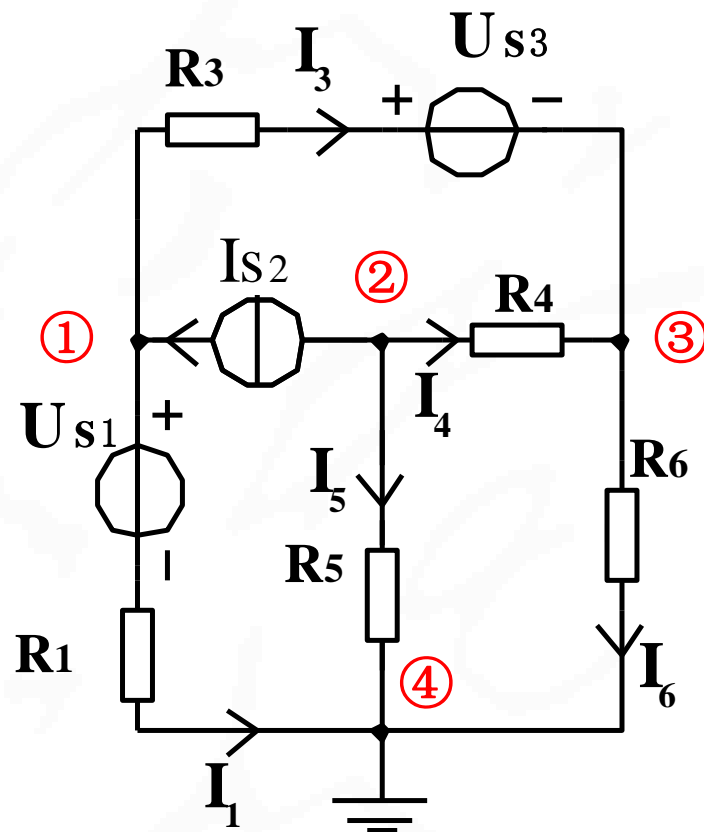 Us3
R3
I3
+
−
Is2
②
R4
①
③
I4
Us1
+
I5
R6
R5
−
R1
④
I6
I1